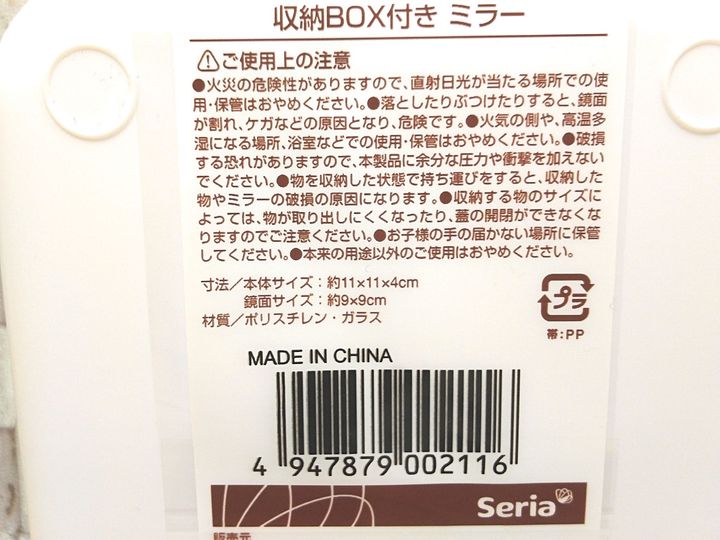 収納BOX付き ミラー
⚠ご使用上の注意
●火災の危険性がありますので、直射日光が当たる場所での使
用・保管はおやめください。●落としたりぶつけたりすると、鏡面
が割れ、ケガなどの原因となり、危険です。●火気の側や、高温多
湿になる場所、浴室などでの使用・保管はおやめください。●破損
する恐れがありますので、本製品に余分な圧力や衝撃を加えない
でください。●物を収納した状態で持ち運びをすると、収納した
物やミラーの破損の原因になります。●収納する物のサイズに
よっては、物が取り出しにくくなったり、蓋の開閉ができなくな
りますのでご注意ください。●お子様の手の届かない場所に保管
してください。●本来の用途以外のご使用はおやめください。
寸法／本体サイズ：約11×11×4cm
鏡面サイズ：約9×9cm
材質／ポリスチレン・ガラス
プラ
帯：PP
MADE IN CHINA
4 947879 002116
Seria
販売元